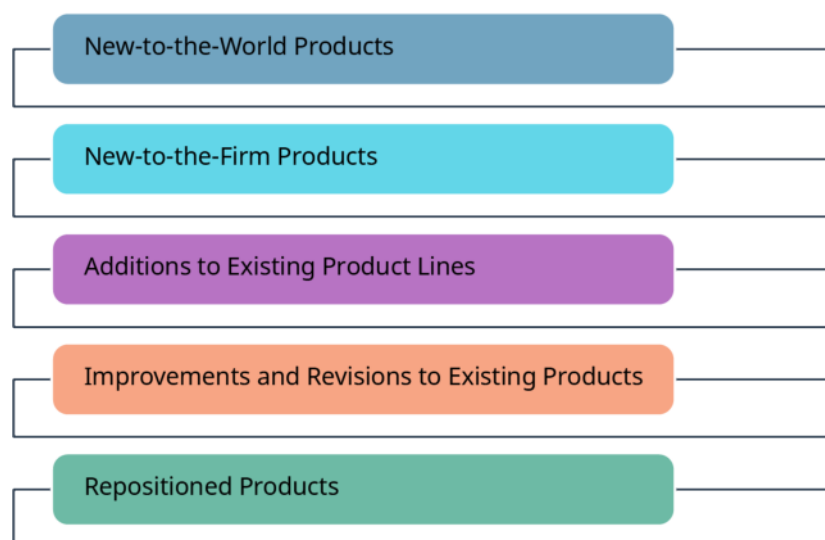 New-to-the-World Products
New-to-the-Firm Products
Additions to Existing Product Lines
Improvements and Revisions to Existing Products
Repositioned Products